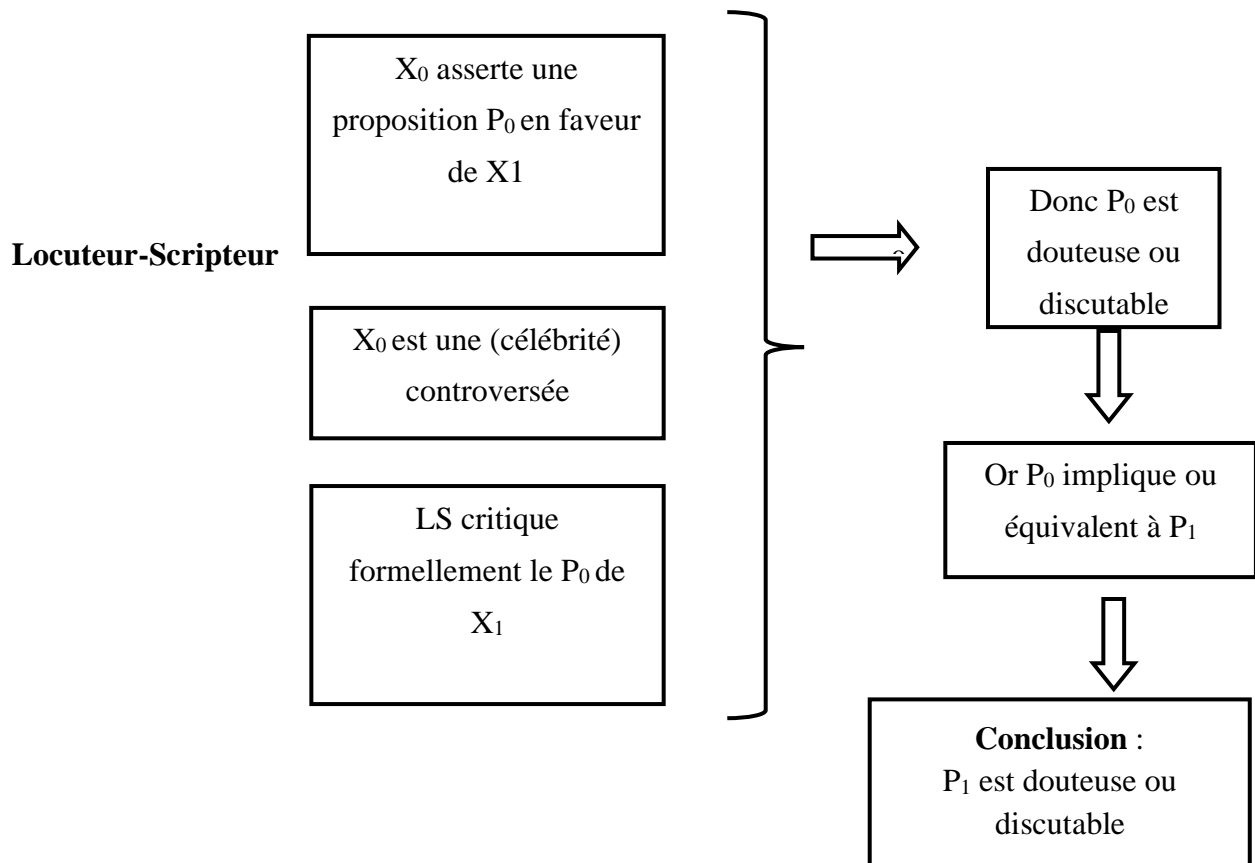 X₀ asserte une
proposition P₀ en faveur
de X1
Locuteur-Scripteur
X₀ est une (célébrité)
controversée
LS critique
formellement le P₀ de
X₁
Donc P₀ est
douteuse ou
discutable
Or P₀ implique ou
équivalent à P₁
Conclusion :
P₁ est douteuse ou
discutable